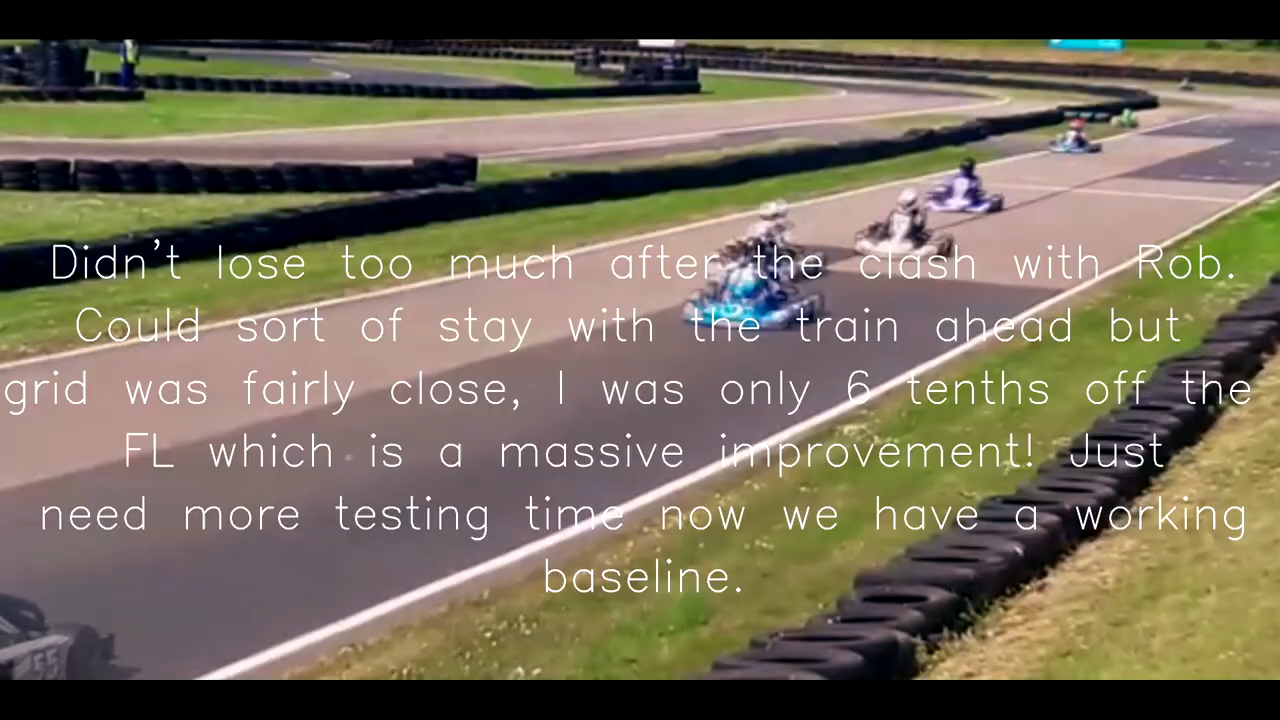 Didn't lose too much after the clash with Rob.
Could sort of stay with the train ahead but
grid was fairly close, I was only 6 tenths off the
FL which is a massive improvement! Just
need more testing time now we have a working
baseline.
55